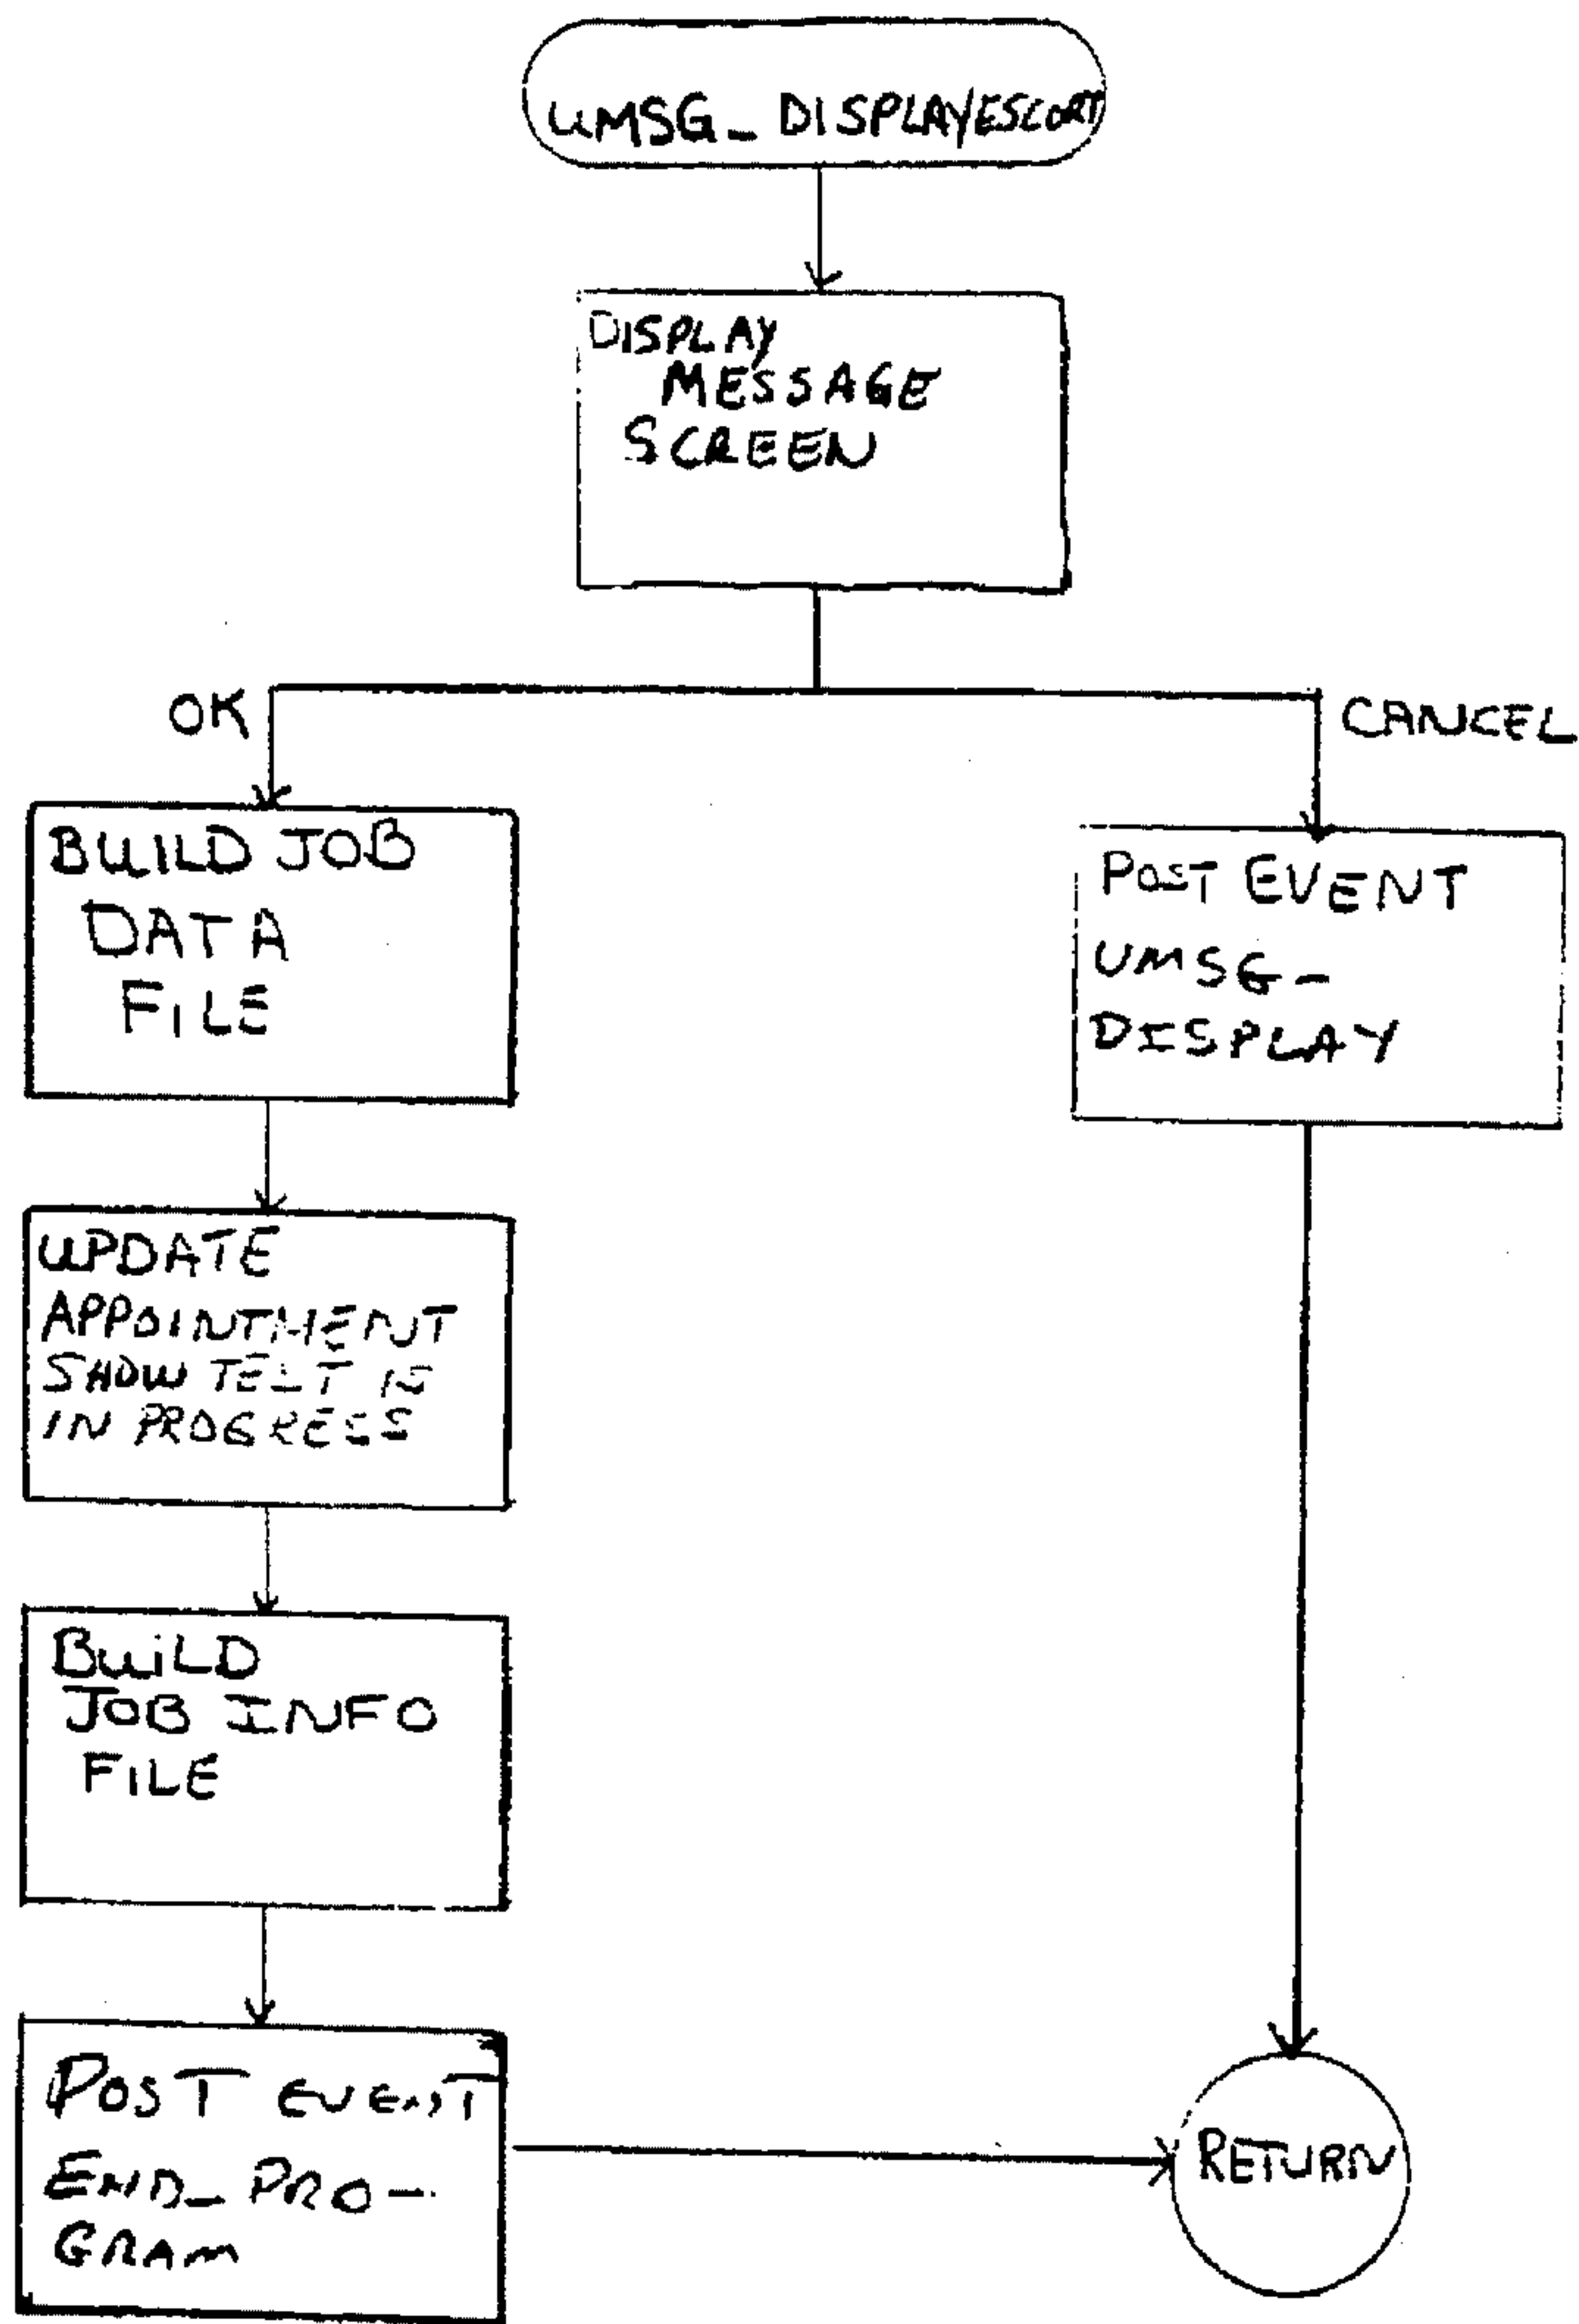 UMSG_DISPLAYESCORT
DISPLAY
MESSAGE
SCREEN
OK
CANCEL
BUILD JOB
DATA
FILE
POST EVENT
UMSG_
DISPLAY
UPDATE
APPOINTMENT
SHOW TEST IS
IN PROGRESS
BUILD
JOB INFO
FILE
POST EVENT
END_PRO-
GRAM
RETURN